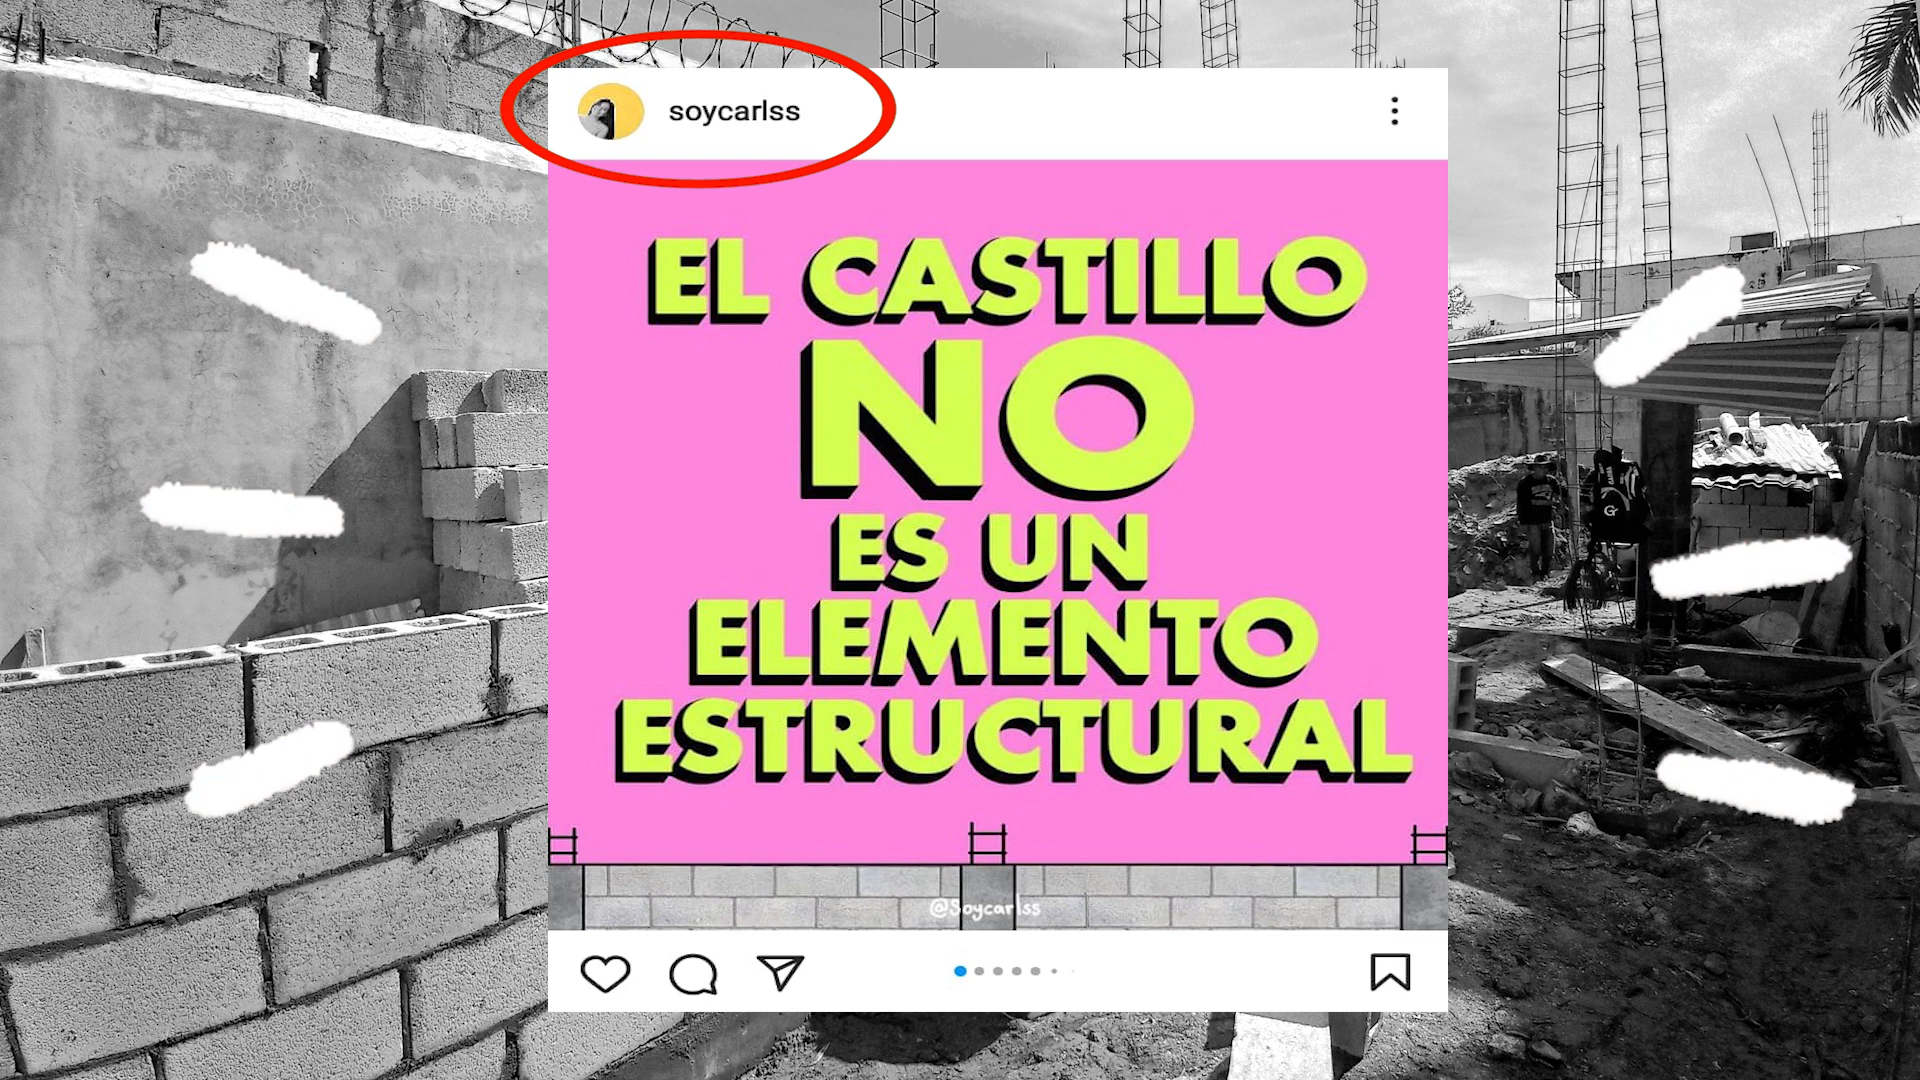 soycarlss
EL CASTILLO
NO
ES UN
ELEMENTO
ESTRUCTURAL
@Soycarlss